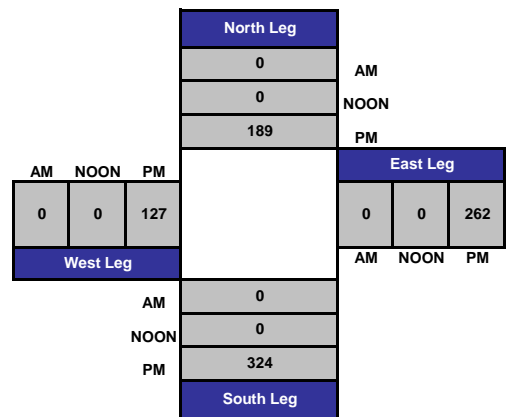 North Leg
0
AM
0
NOON
189
PM
AM NOON PM
East Leg
0 0 127
0 0 262
West Leg
AM NOON PM
AM
0
NOON
0
PM
324
South Leg